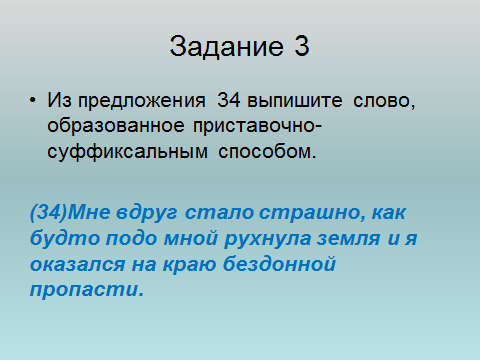 Задание 3
• Из предложения 34 выпишите слово,
образованное приставочно-
суффиксальным способом.
(34)Мне вдруг стало страшно, как
будто подо мной рухнула земля и я
оказался на краю бездонной
пропасти.